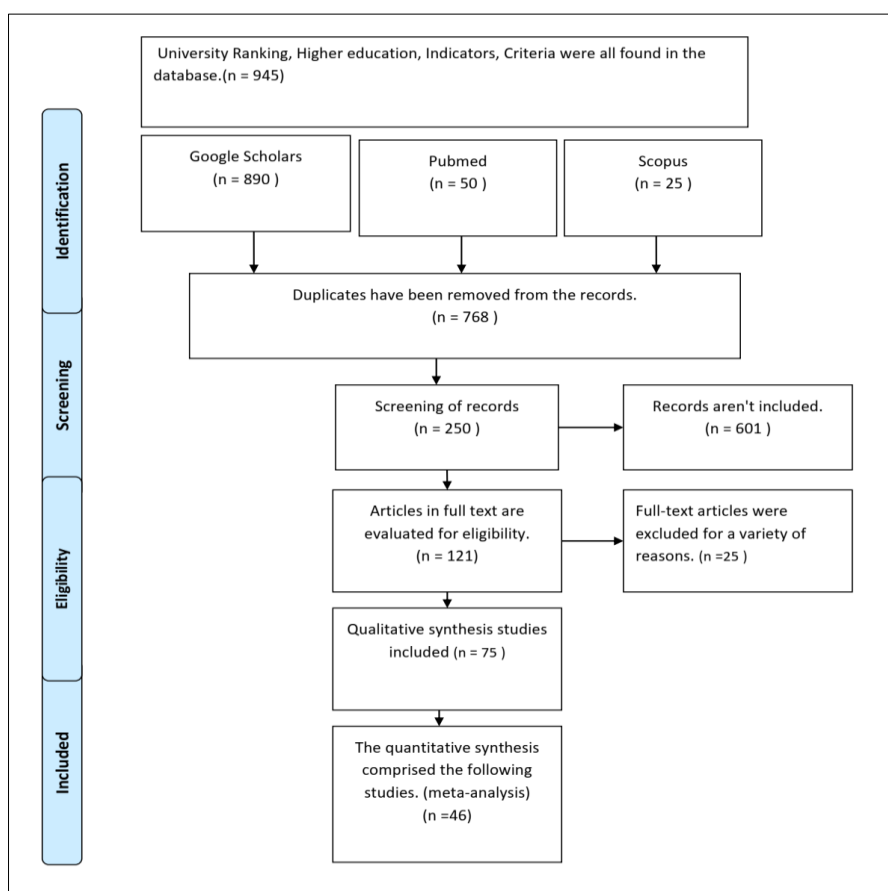 University Ranking, Higher education, Indicators, Criteria were all found in the
database.(n = 945)
Google Scholars
(n = 890 )
Pubmed
(n = 50 )
Scopus
(n = 25 )
Identification
Duplicates have been removed from the records.
(n = 768 )
Screening
Screening of records
(n = 250 )
Records aren't included.
(n = 601 )
Eligibility
Articles in full text are
evaluated for eligibility.
(n = 121)
Full-text articles were
excluded for a variety of
reasons. (n =25 )
Qualitative synthesis studies
included (n = 75 )
Included
The quantitative synthesis
comprised the following
studies. (meta-analysis)
(n =46)